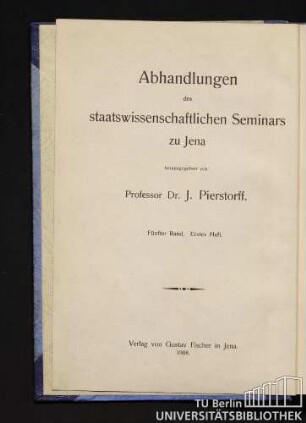 Abhandlungen
des
staatswissenschaftlichen Seminars
zu Jena
herausgegeben von
Professor Dr. J. Pierstorff.
Fünfter Band. Erstes Heft.
Verlag von Gustav Fischer in Jena.
1908.
TU Berlin
UNIVERSITÄTSBIBLIOTHEK